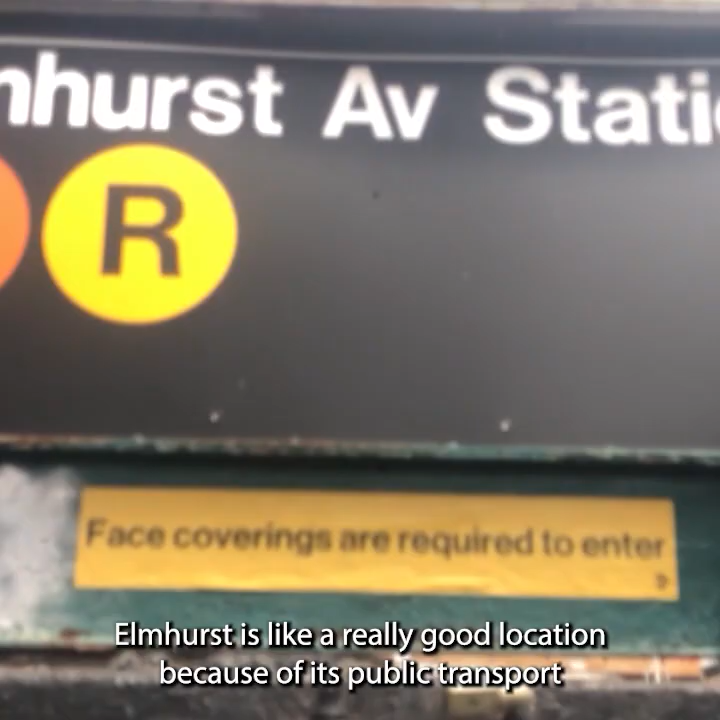 mhurst Av Stati
R
Face coverings are required to enter
Elmhurst is like a really good location
because of its public transport